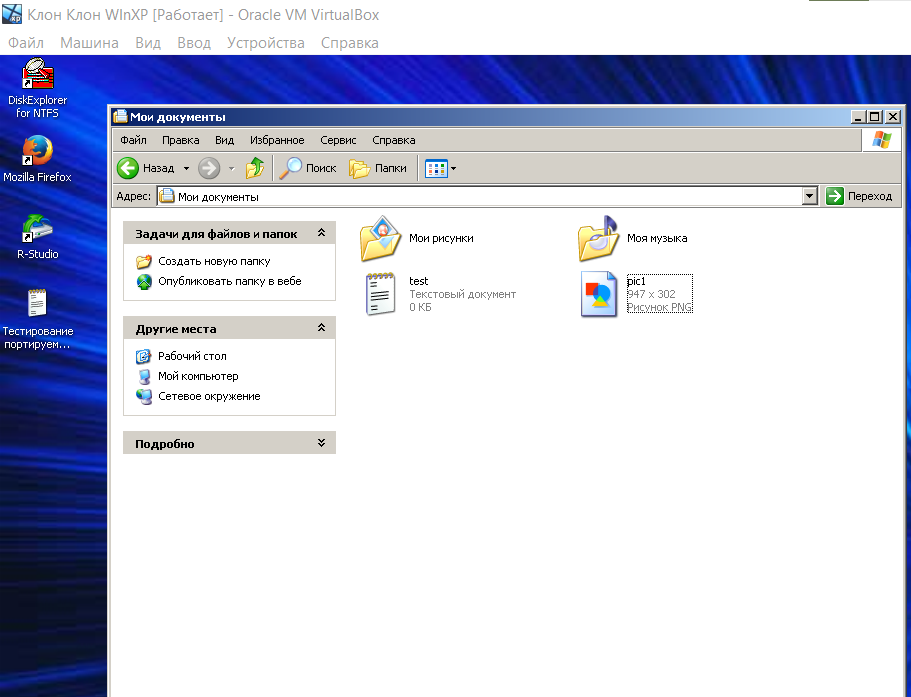 Клон Клон WInXP [Работает] - Oracle VM VirtualBox
Файл Машина Вид Ввод Устройства Справка
DiskExplorer
for NTFS
Mozilla Firefox
R-Studio
Тестирование
портируем...
Мои документы
Файл Правка Вид Избранное Сервис Справка
Назад Поиск Папки
Адрес: Мои документы Переход
Задачи для файлов и папок
Создать новую папку
Опубликовать папку в вебе
Другие места
Рабочий стол
Мой компьютер
Сетевое окружение
Подробно
Мои рисунки
Моя музыка
test
Текстовый документ
0 КБ
pic1
947 x 302
Рисунок PNG